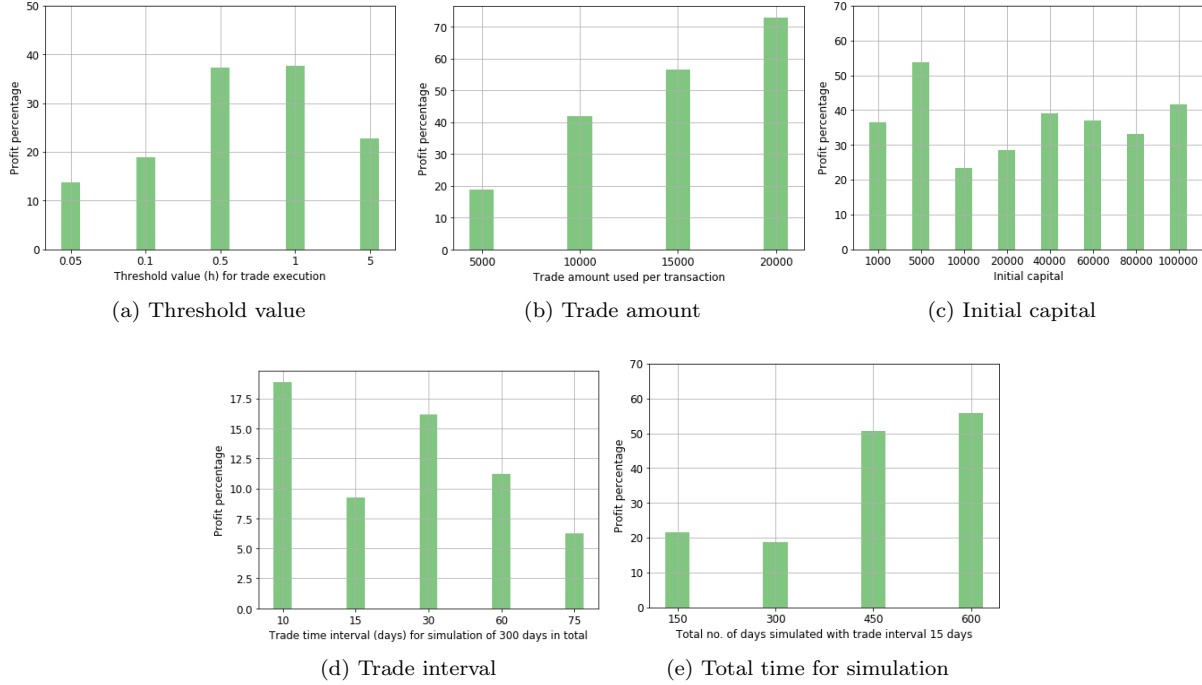 50
40
30
20
10
0
Profit percentage
0.05 0.1 0.5 1 5
Threshold value (h) for trade execution
(a) Threshold value
70
60
50
40
30
20
10
0
Profit percentage
5000 10000 15000 20000
Trade amount used per transaction
(b) Trade amount
70
60
50
40
30
20
10
0
Profit percentage
1000 5000 10000 20000 40000 60000 80000 100000
Initial capital
(c) Initial capital
17.5
15.0
12.5
10.0
7.5
5.0
2.5
0.0
Profit percentage
10 15 30 60 75
Trade time interval (days) for simulation of 300 days in total
(d) Trade interval
70
60
50
40
30
20
10
0
Profit percentage
150 300 450 600
Total no. of days simulated with trade interval 15 days
(e) Total time for simulation